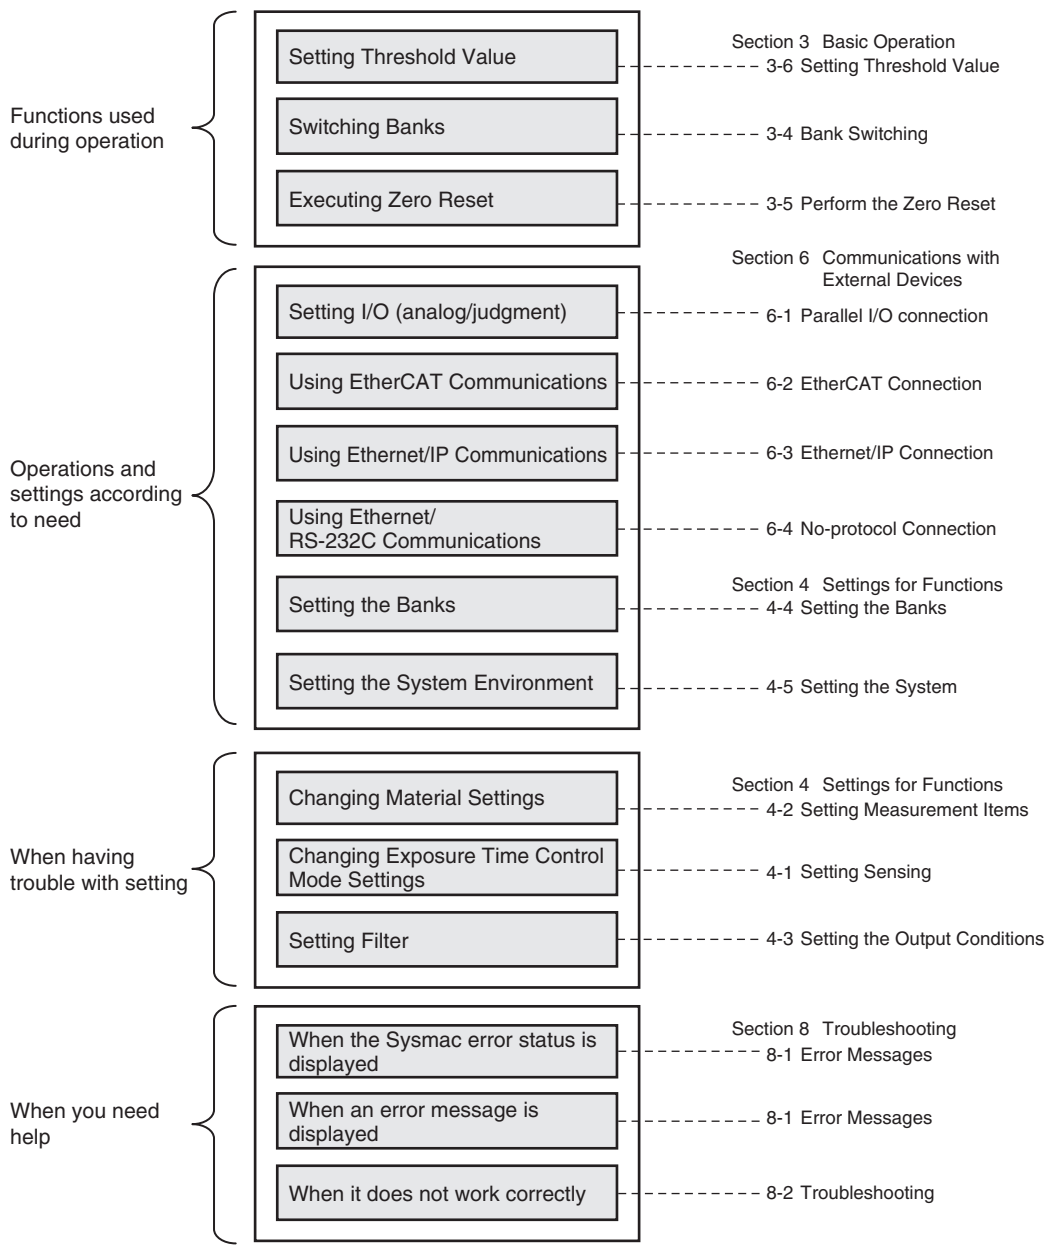 Setting Threshold Value
Section 3 Basic Operation
3-6 Setting Threshold Value
Functions used
during operation
Switching Banks
3-4 Bank Switching
Executing Zero Reset
3-5 Perform the Zero Reset
Section 6 Communications with
External Devices
Setting I/O (analog/judgment)
6-1 Parallel I/O connection
Using EtherCAT Communications
6-2 EtherCAT Connection
Operations and
settings according
to need
Using Ethernet/IP Communications
6-3 Ethernet/IP Connection
Using Ethernet/
RS-232C Communications
6-4 No-protocol Connection
Section 4 Settings for Functions
Setting the Banks
4-4 Setting the Banks
Setting the System Environment
4-5 Setting the System
Section 4 Settings for Functions
Changing Material Settings
4-2 Setting Measurement Items
When having
trouble with setting
Changing Exposure Time Control
Mode Settings
4-1 Setting Sensing
Setting Filter
4-3 Setting the Output Conditions
Section 8 Troubleshooting
When the Sysmac error status is
displayed
8-1 Error Messages
When you need
help
When an error message is
displayed
8-1 Error Messages
When it does not work correctly
8-2 Troubleshooting